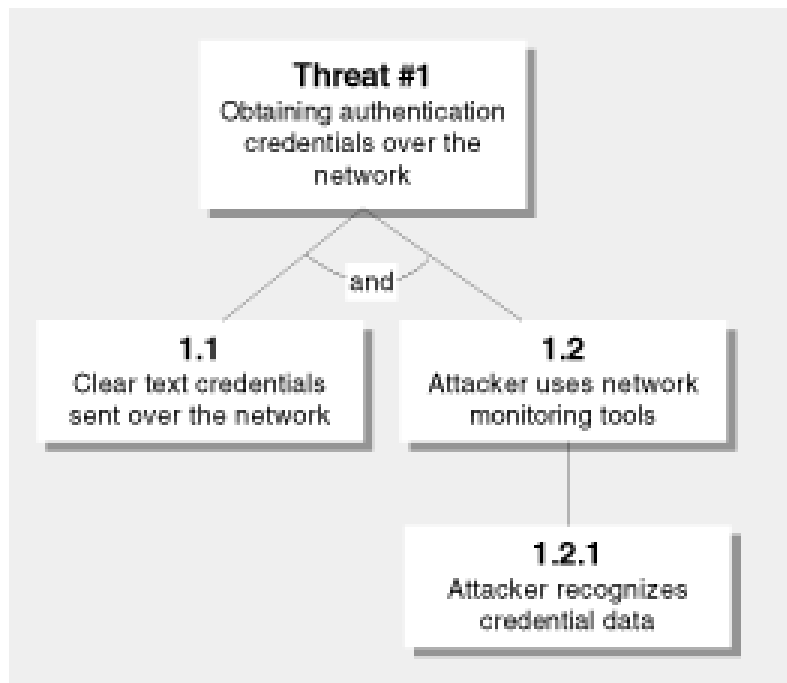 Threat #1
Obtaining authentication
credentials over the
network
and
1.1
Clear text credentials
sent over the network
1.2
Attacker uses network
monitoring tools
1.2.1
Attacker recognizes
credential data